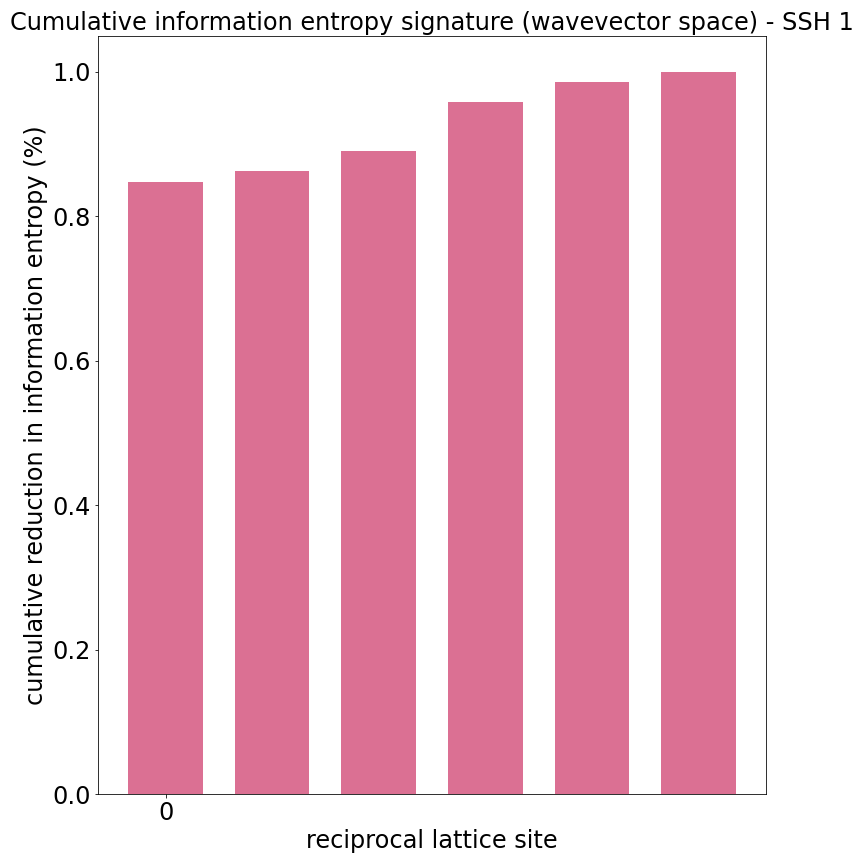 Cumulative information entropy signature (wavevector space) - SSH 1
cumulative reduction in information entropy (%)
1.0
0.8
0.6
0.4
0.2
0.0
0
reciprocal lattice site